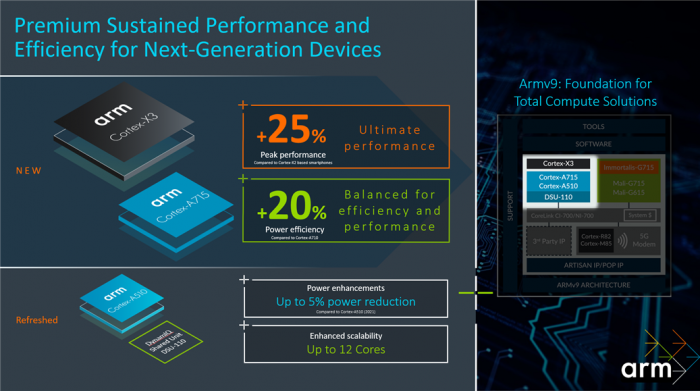 Premium Sustained Performance and
Efficiency for Next-Generation Devices
NEW
arm
Cortex-X3
arm
Cortex-A715
+25%
Peak performance
Compared to Cortex-X2 based smartphones
Ultimate
performance
+20%
Power efficiency
Compared to Cortex-A710
Balanced for
efficiency and
performance
Refreshed
arm
Cortex-A510
DynamIQ
Shared Unit
DSU-110
Power enhancements
Up to 5% power reduction
Compared to Cortex-A510 (2021)
Enhanced scalability
Up to 12 Cores
Armv9: Foundation for
Total Compute Solutions
TOOLS
SOFTWARE
SUPPORT
Cortex-X3
Cortex-A715
Cortex-A510
DSU-110
Immortalis-G715
Mali-G715
Mali-G615
CoreLink CI-700/NI-700
3rd Party IP
Cortex-R82
Cortex-M85
5G
Modem
ARTISAN IP/POP IP
ARMv9 ARCHITECTURE
arm